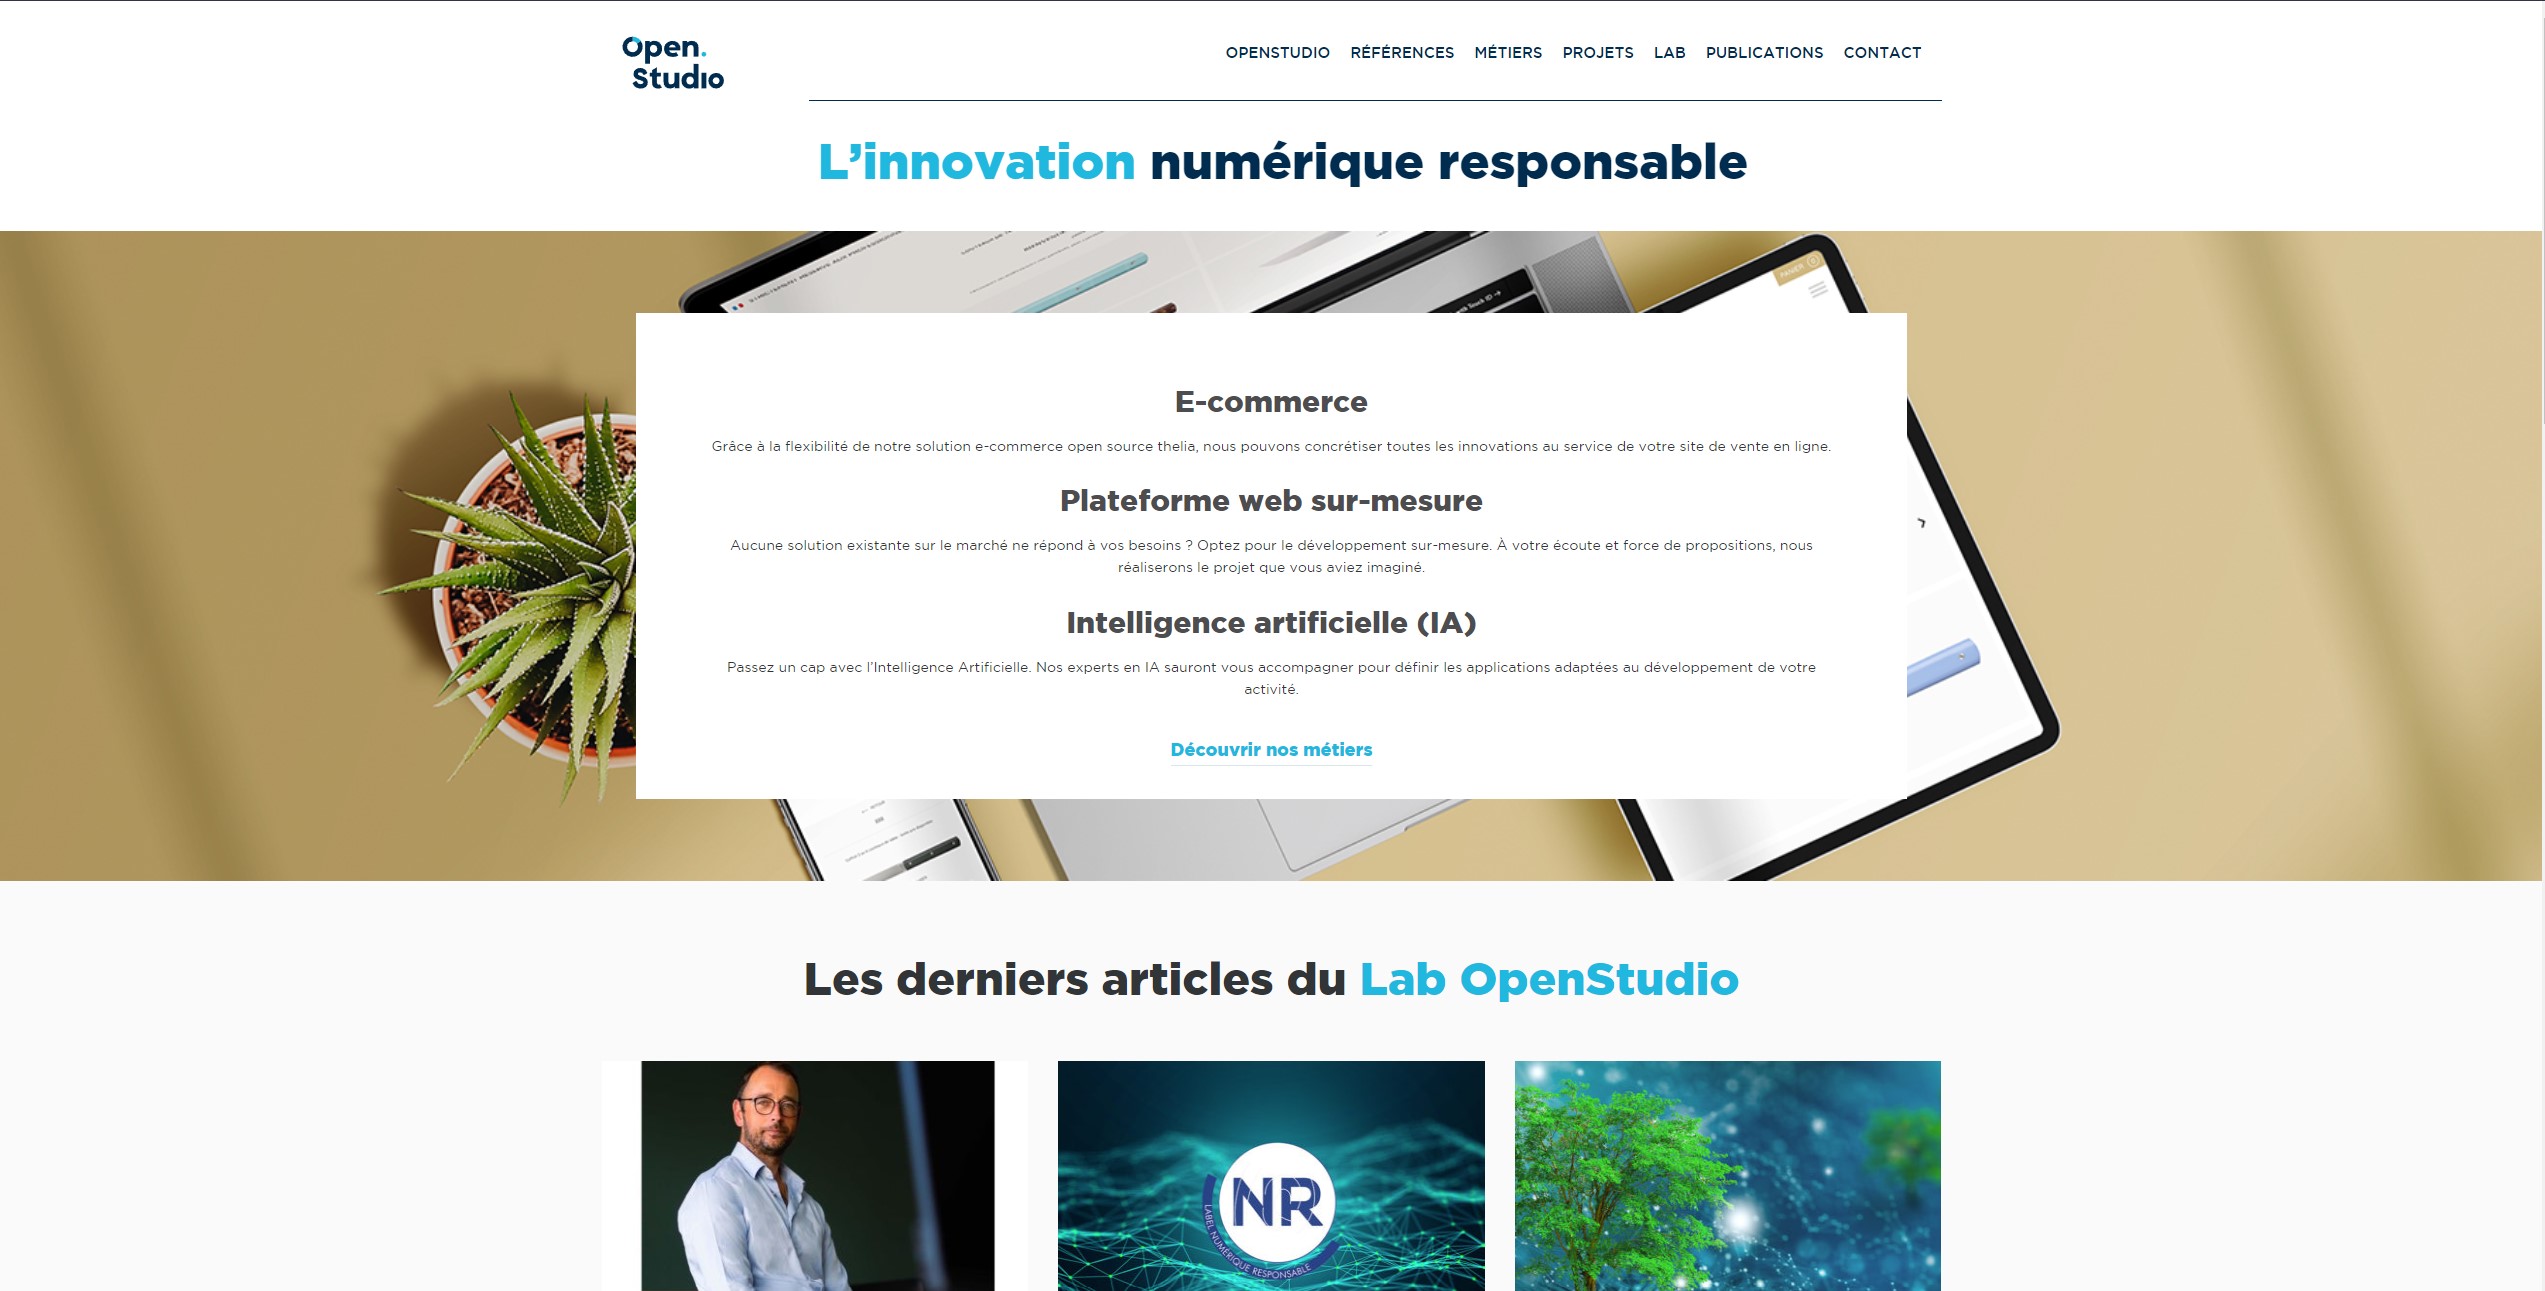 Open.
Studio
OPENSTUDIO RÉFÉRENCES MÉTIERS PROJETS LAB PUBLICATIONS CONTACT
L’innovation numérique responsable
PANIER
with Touch ID →
E-commerce
Grâce à la flexibilité de notre solution e-commerce open source thelia, nous pouvons concrétiser toutes les innovations au service de votre site de vente en ligne.
Plateforme web sur-mesure
Aucune solution existante sur le marché ne répond à vos besoins ? Optez pour le développement sur-mesure. À votre écoute et force de propositions, nous
réaliserons le projet que vous aviez imaginé.
Intelligence artificielle (IA)
Passez un cap avec l’Intelligence Artificielle. Nos experts en IA sauront vous accompagner pour définir les applications adaptées au développement de votre
activité.
Découvrir nos métiers
Les derniers articles du Lab OpenStudio
NR
LABEL NUMÉRIQUE RESPONSABLE